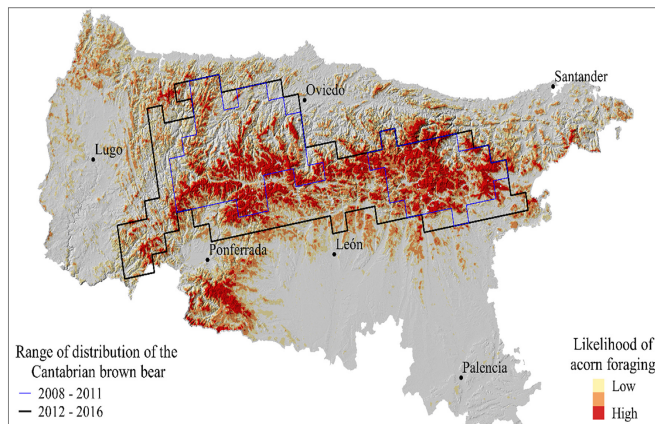 Santander
Oviedo
Lugo
León
Ponferrada
Palencia
Range of distribution of the
Cantabrian brown bear
2008 - 2011
2012 - 2016
Likelihood of
acorn foraging
Low
High